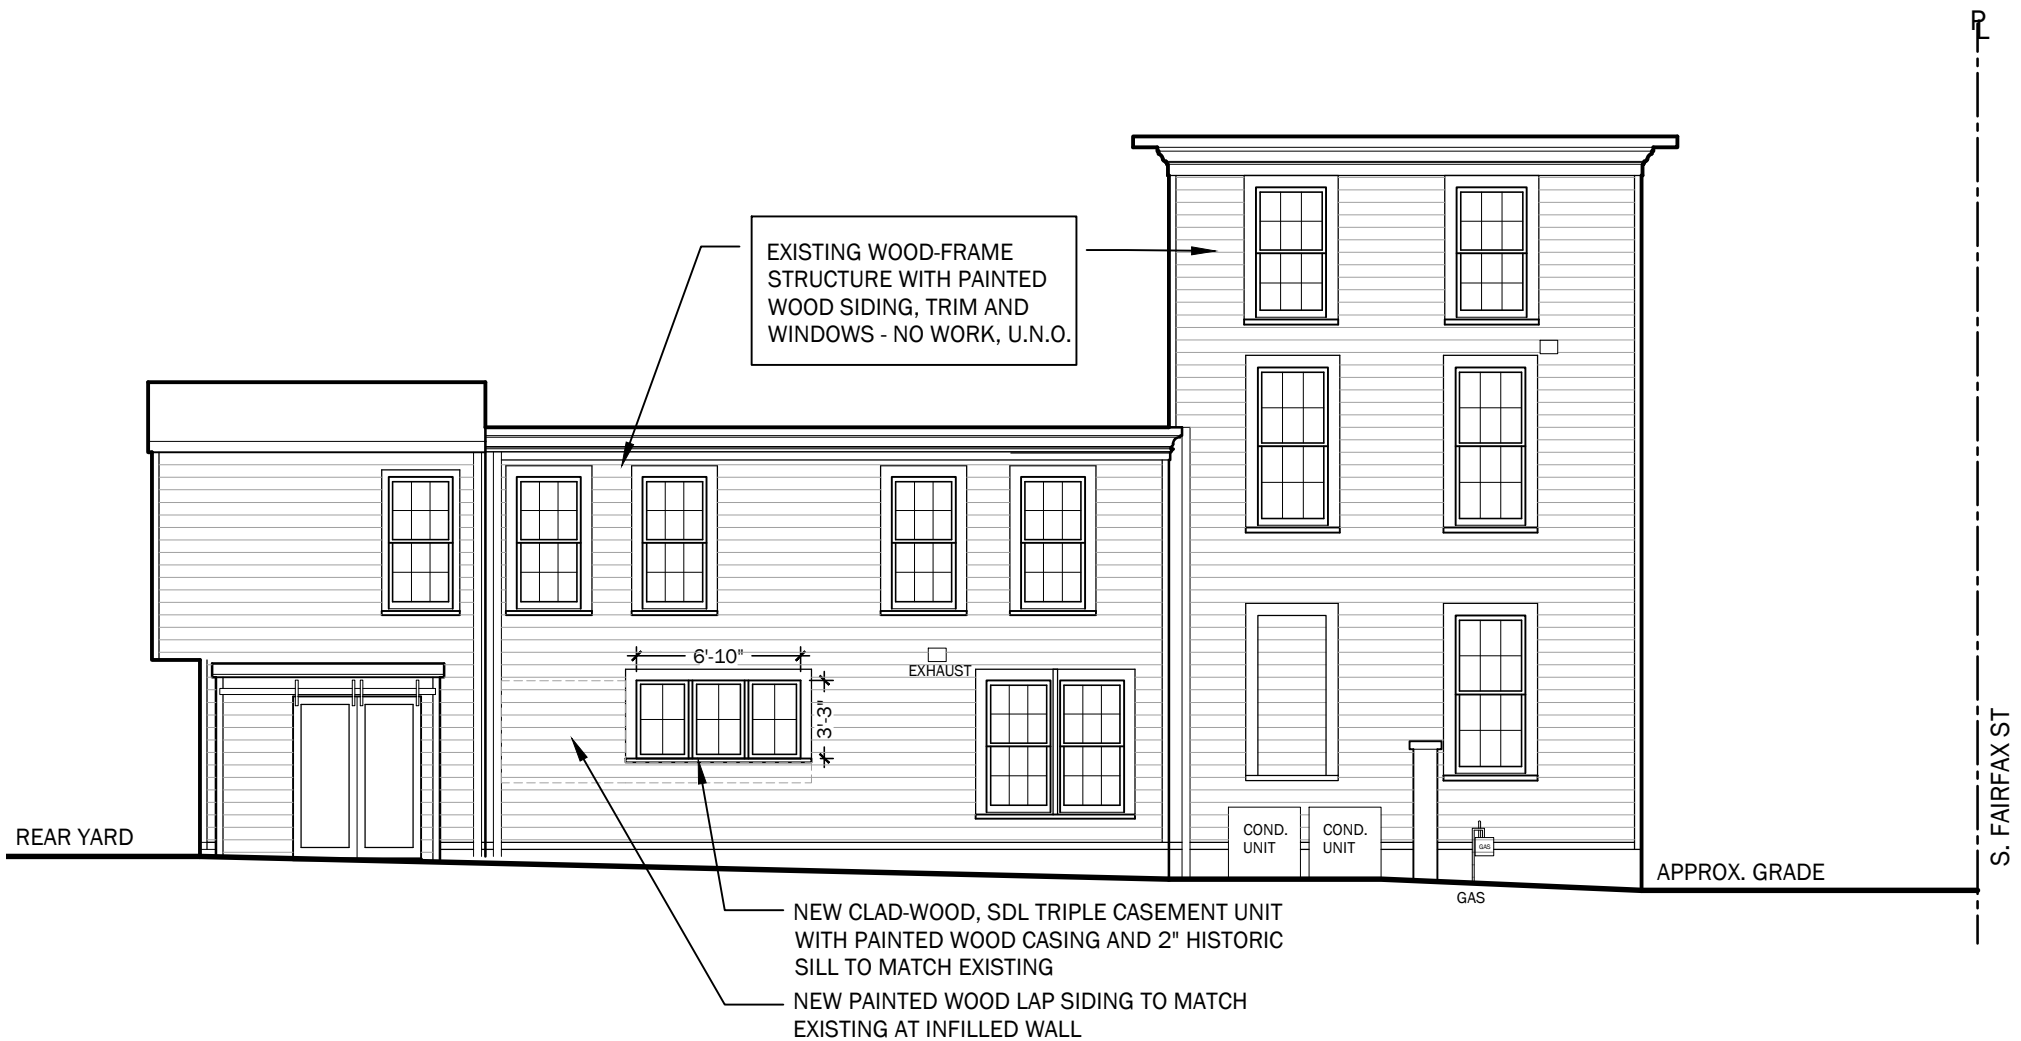 PL
EXISTING WOOD-FRAME
STRUCTURE WITH PAINTED
WOOD SIDING, TRIM AND
WINDOWS - NO WORK, U.N.O.
6'-10"
EXHAUST
3'-3"
S. FAIRFAX ST
REAR YARD
COND.
UNIT
COND.
UNIT
GAS
APPROX. GRADE
GAS
NEW CLAD-WOOD, SDL TRIPLE CASEMENT UNIT
WITH PAINTED WOOD CASING AND 2" HISTORIC
SILL TO MATCH EXISTING
NEW PAINTED WOOD LAP SIDING TO MATCH
EXISTING AT INFILLED WALL